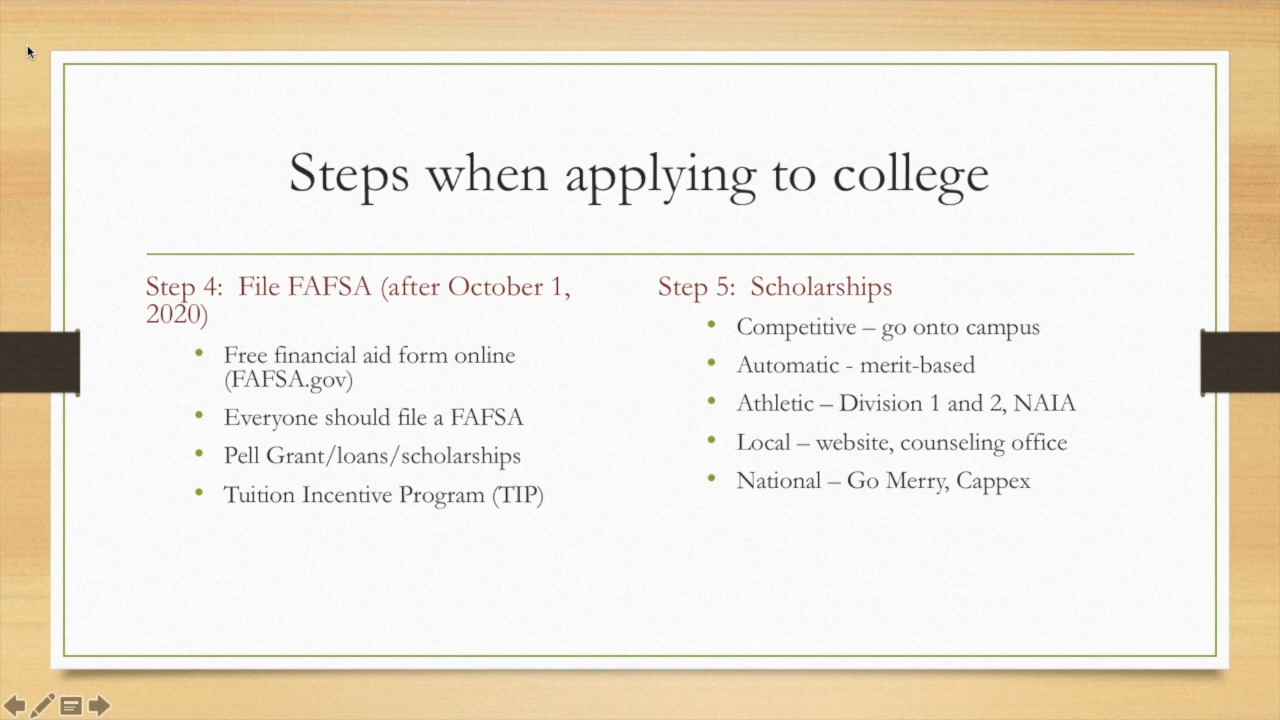 Steps when applying to college
Step 4:  File FAFSA (after October 1,
2020)
• Free financial aid form online
(FAFSA.gov)
• Everyone should file a FAFSA
• Pell Grant/loans/scholarships
• Tuition Incentive Program (TIP)
Step 5:  Scholarships
• Competitive – go onto campus
• Automatic - merit-based
• Athletic – Division 1 and 2, NAIA
• Local – website, counseling office
• National – Go Merry, Cappex